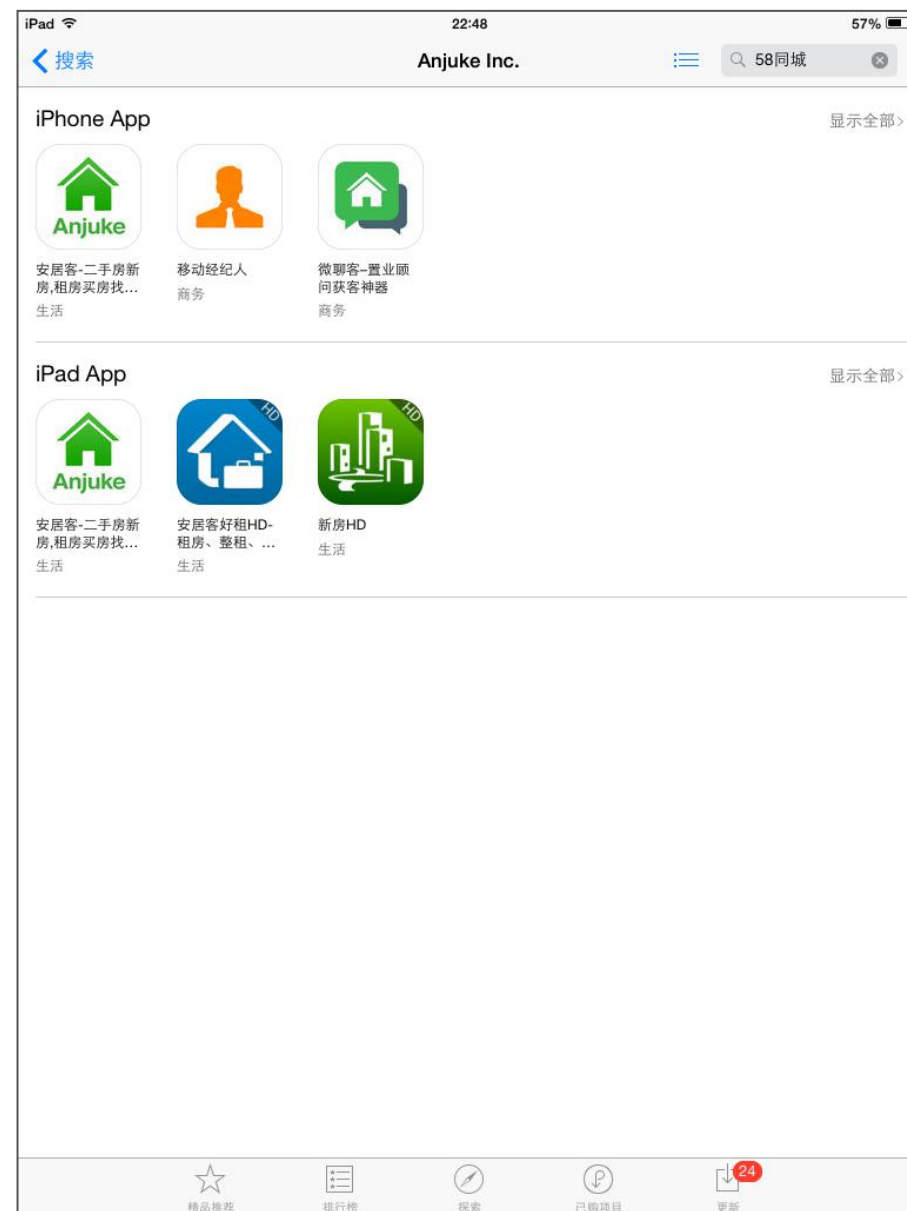 iPad
22:48
57%
搜索
Anjuke Inc.
58同城
iPhone App
显示全部>
Anjuke
安居客-二手房新
房,租房买房找…
生活
移动经纪人
商务
微聊客–置业顾
问获客神器
商务
iPad App
显示全部>
Anjuke
HD
HD
安居客-二手房新
房,租房买房找…
生活
安居客好租HD-
租房、整租、…
生活
新房HD
生活
精品推荐
排行榜
探索
已购项目
24
更新